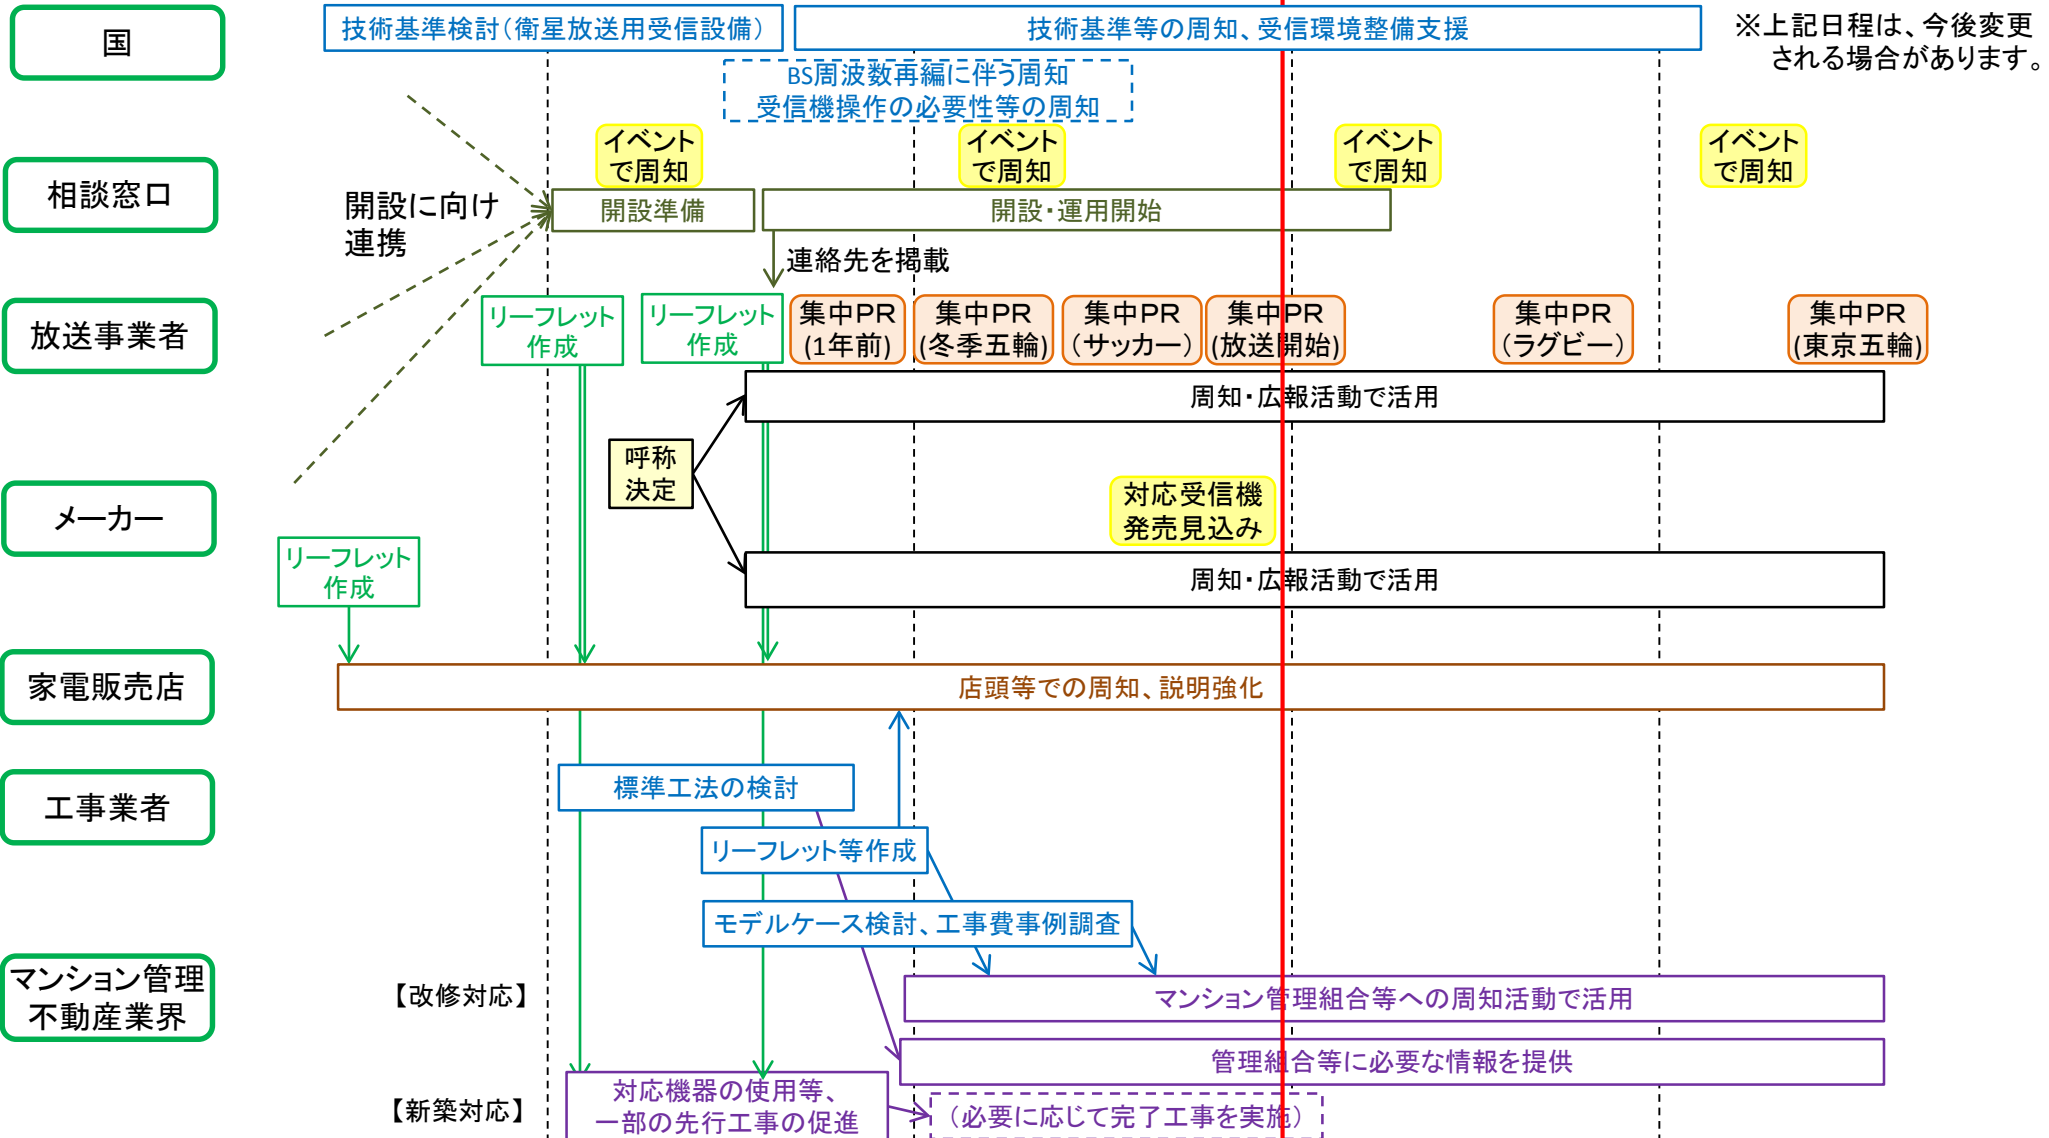 国
技術基準検討（衛星放送用受信設備）
技術基準等の周知、受信環境整備支援
※上記日程は、今後変更
される場合があります。
BS周波数再編に伴う周知
受信機操作の必要性等の周知
イベント
で周知
イベント
で周知
イベント
で周知
イベント
で周知
相談窓口
開設に向け
連携
開設準備
開設・運用開始
連絡先を掲載
放送事業者
リーフレット
作成
リーフレット
作成
集中PR
(1年前)
集中PR
(冬季五輪)
集中PR
（サッカー）
集中PR
(放送開始)
集中PR
（ラグビー）
集中PR
(東京五輪)
周知・広報活動で活用
呼称
決定
メーカー
対応受信機
発売見込み
リーフレット
作成
周知・広報活動で活用
家電販売店
店頭等での周知、説明強化
工事業者
標準工法の検討
リーフレット等作成
モデルケース検討、工事費事例調査
マンション管理
不動産業界
【改修対応】
マンション管理組合等への周知活動で活用
管理組合等に必要な情報を提供
【新築対応】
対応機器の使用等、
一部の先行工事の促進
（必要に応じて完了工事を実施）